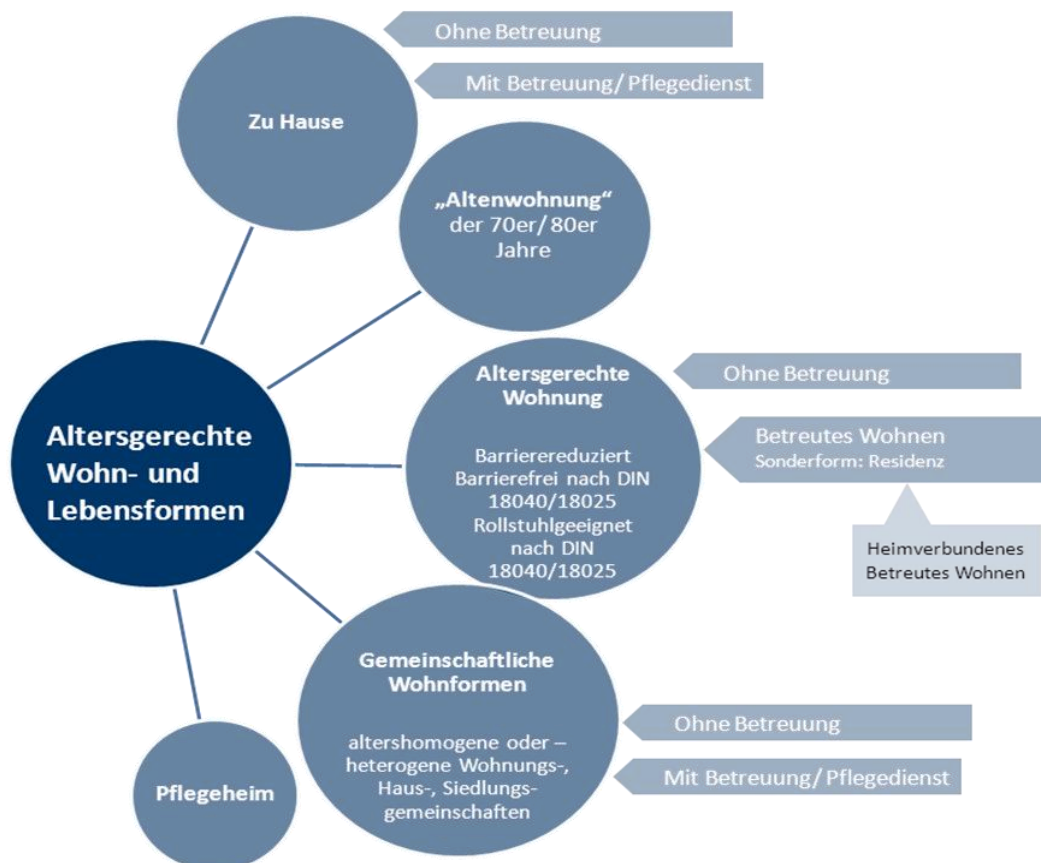 Ohne Betreuung
Mit Betreuung/ Pflegedienst
Zu Hause
„Altenwohnung“
der 70er/ 80er
Jahre
Altersgerechte
Wohn- und
Lebensformen
Altersgerechte
Wohnung
Barrierereduziert
Barrierefrei nach DIN
18040/18025
Rollstuhlgeeignet
nach DIN
18040/18025
Ohne Betreuung
Betreutes Wohnen
Sonderform: Residenz
Heimverbundenes
Betreutes Wohnen
Gemeinschaftliche
Wohnformen
altershomogene oder –
heterogene Wohnungs-,
Haus-, Siedlungs-
gemeinschaften
Ohne Betreuung
Mit Betreuung/ Pflegedienst
Pflegeheim